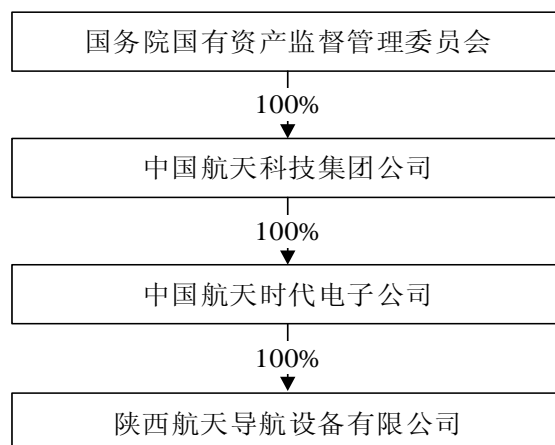 国务院国有资产监督管理委员会
100%
中国航天科技集团公司
100%
中国航天时代电子公司
100%
陕西航天导航设备有限公司